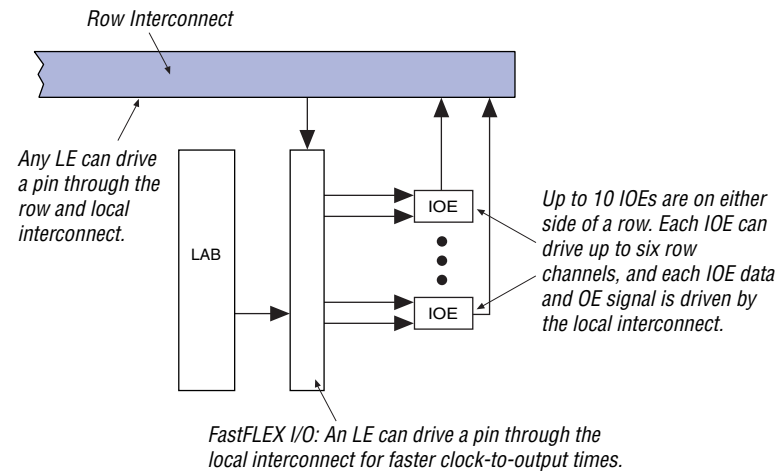 Row Interconnect
Any LE can drive
a pin through the
row and local
interconnect.
LAB
IOE
IOE
Up to 10 IOEs are on either
side of a row. Each IOE can
drive up to six row
channels, and each IOE data
and OE signal is driven by
the local interconnect.
FastFLEX I/O: An LE can drive a pin through the
local interconnect for faster clock-to-output times.